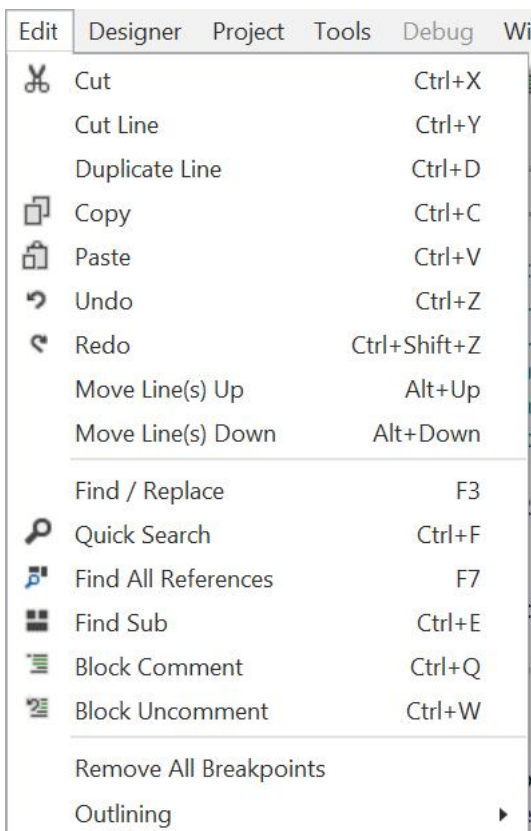 Edit Designer Project Tools Debug Wi
Cut Ctrl+X
Cut Line Ctrl+Y
Duplicate Line Ctrl+D
Copy Ctrl+C
Paste Ctrl+V
Undo Ctrl+Z
Redo Ctrl+Shift+Z
Move Line(s) Up Alt+Up
Move Line(s) Down Alt+Down
Find / Replace F3
Quick Search Ctrl+F
Find All References F7
Find Sub Ctrl+E
Block Comment Ctrl+Q
Block Uncomment Ctrl+W
Remove All Breakpoints
Outlining